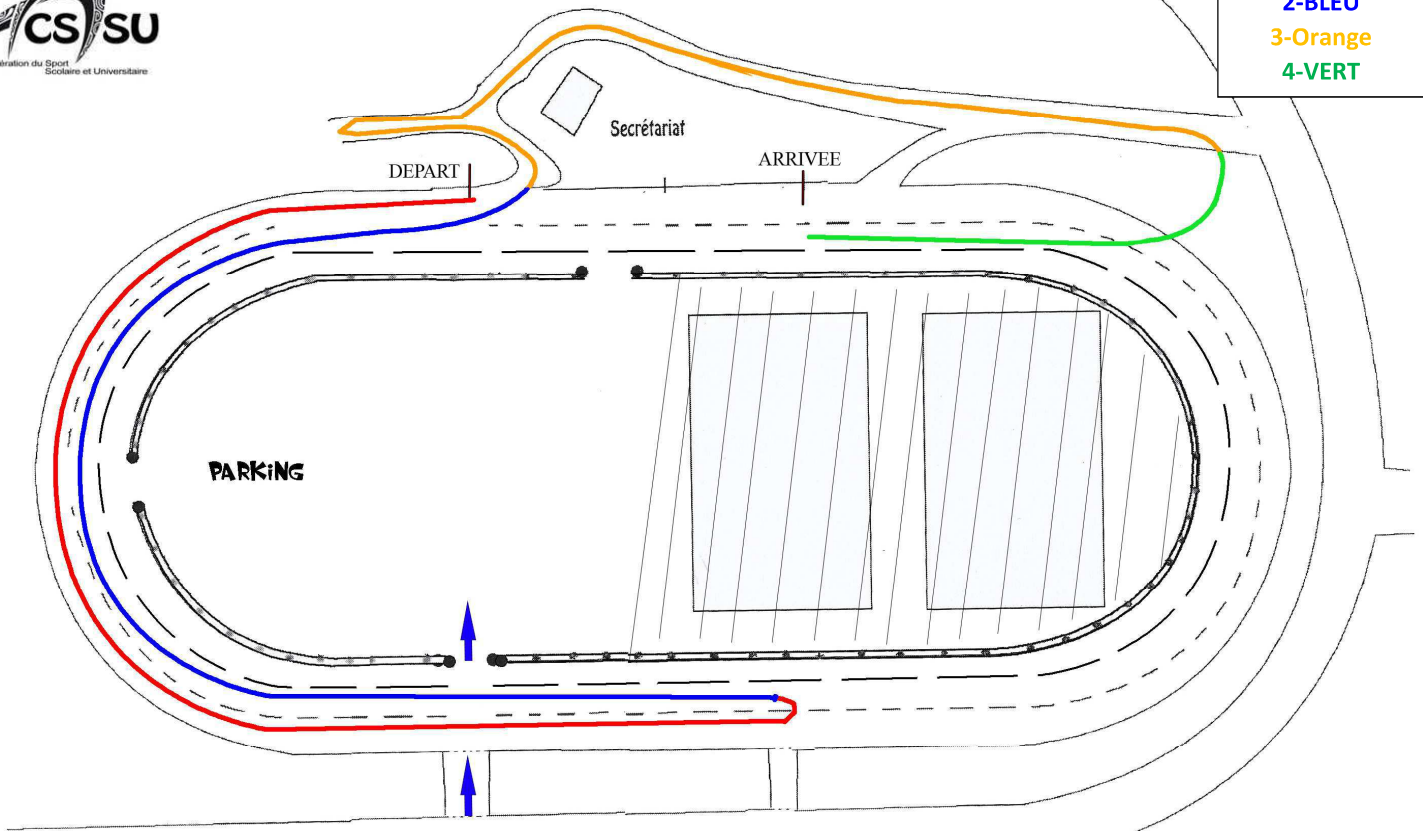 CS SU
ération du Sport
Scolaire et Universitaire
2-BLEU
3-Orange
4-VERT
Secrétariat
DEPART
ARRIVEE
PARKING